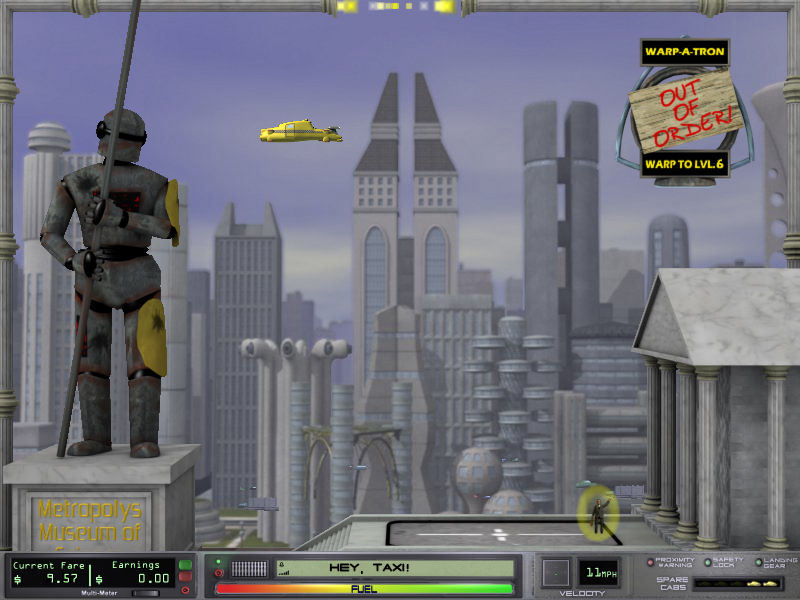 WARP-A-TRON
OUT
OF
ORDER!
WARP TO LVL.6
Metropolys
Museum of
Current Fare
Earnings
$ 9.57
$ 0.00
Multi-Meter
HEY, TAXI!
FUEL
11MPH
VELOCITY
PROXIMITY
WARNING
SAFETY
LOCK
LANDING
GEAR
SPARE
CABS